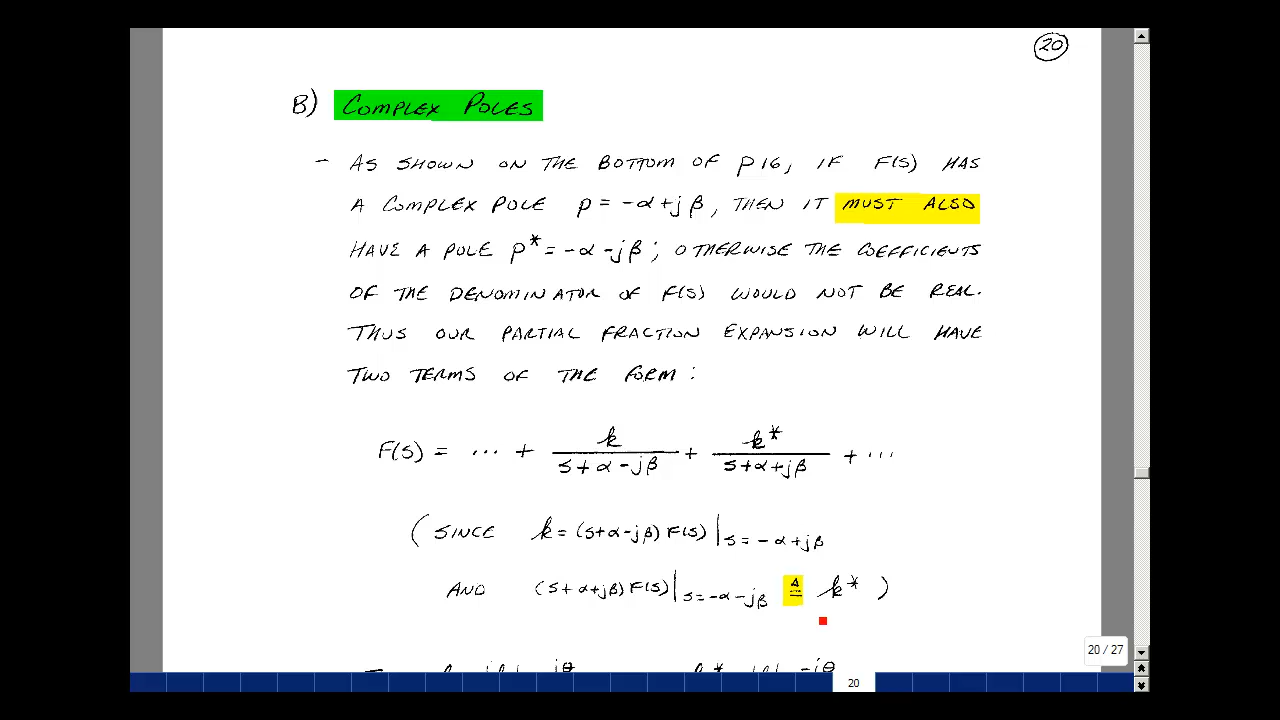 20
B) COMPLEX POLES
- AS SHOWN ON THE BOTTOM OF P16, IF F(S) HAS
A COMPLEX POLE p = -α+jβ, THEN IT MUST ALSO
HAVE A POLE p* = -α-jβ; OTHERWISE THE COEFFICIENTS
OF THE DENOMINATOR OF F(S) WOULD NOT BE REAL.
THUS OUR PARTIAL FRACTION EXPANSION WILL HAVE
TWO TERMS OF THE FORM:
F(S) = ... + k/(s+α-jβ) + k*/(s+α+jβ) + ...
(SINCE k = (s+α-jβ) F(S) |s=-α+jβ
AND (s+α+jβ) F(S) |s=-α-jβ ≜ k* )
20 / 27
20